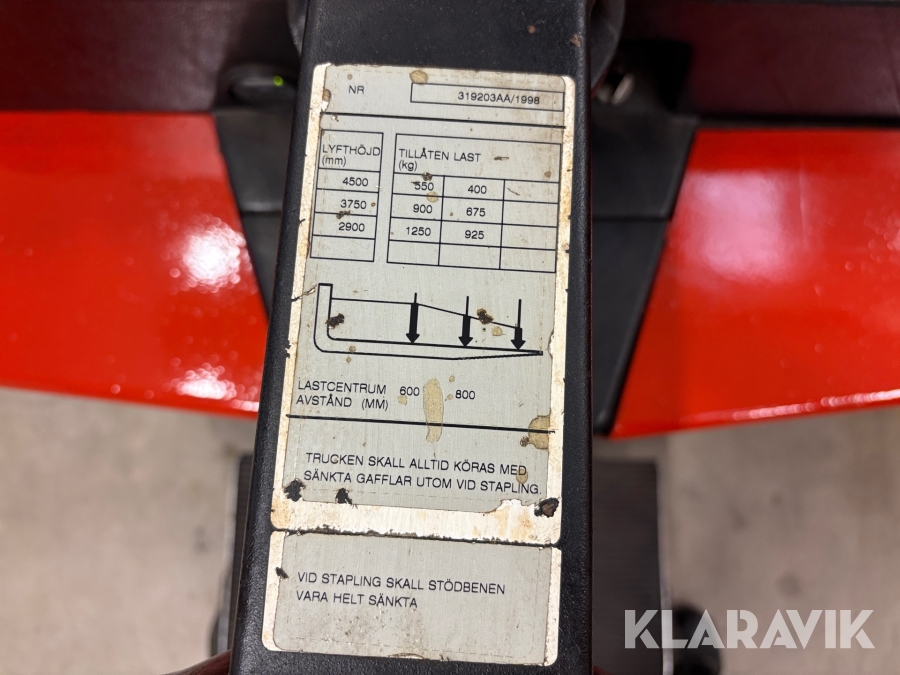 NR 319203AA/1998
LYFTHÖJD (mm)
TILLÅTEN LAST (kg)
4500 550 400
3750 900 675
2900 1250 925
LASTCENTRUM 600 800
AVSTÅND (MM)
TRUCKEN SKALL ALLTID KÖRAS MED
SÄNKTA GAFFLAR UTOM VID STAPLING.
VID STAPLING SKALL STÖDBENEN
VARA HELT SÄNKTA
KLARAVIK